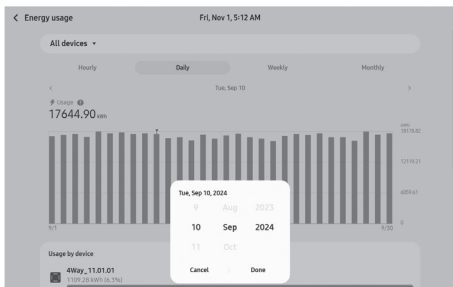 Energy usage
Fri, Nov 1, 5:12 AM
All devices
Hourly Daily Weekly Monthly
Tue, Sep 10
Usage
17644.90 kWh
(kWh)
18178.82
12119.21
6059.61
0
9/1 9/30
Tue, Sep 10, 2024
9 Aug 2023
10 Sep 2024
11 Oct
Cancel Done
Usage by device
4Way_11.01.01
1109.28 kWh (6.3%)